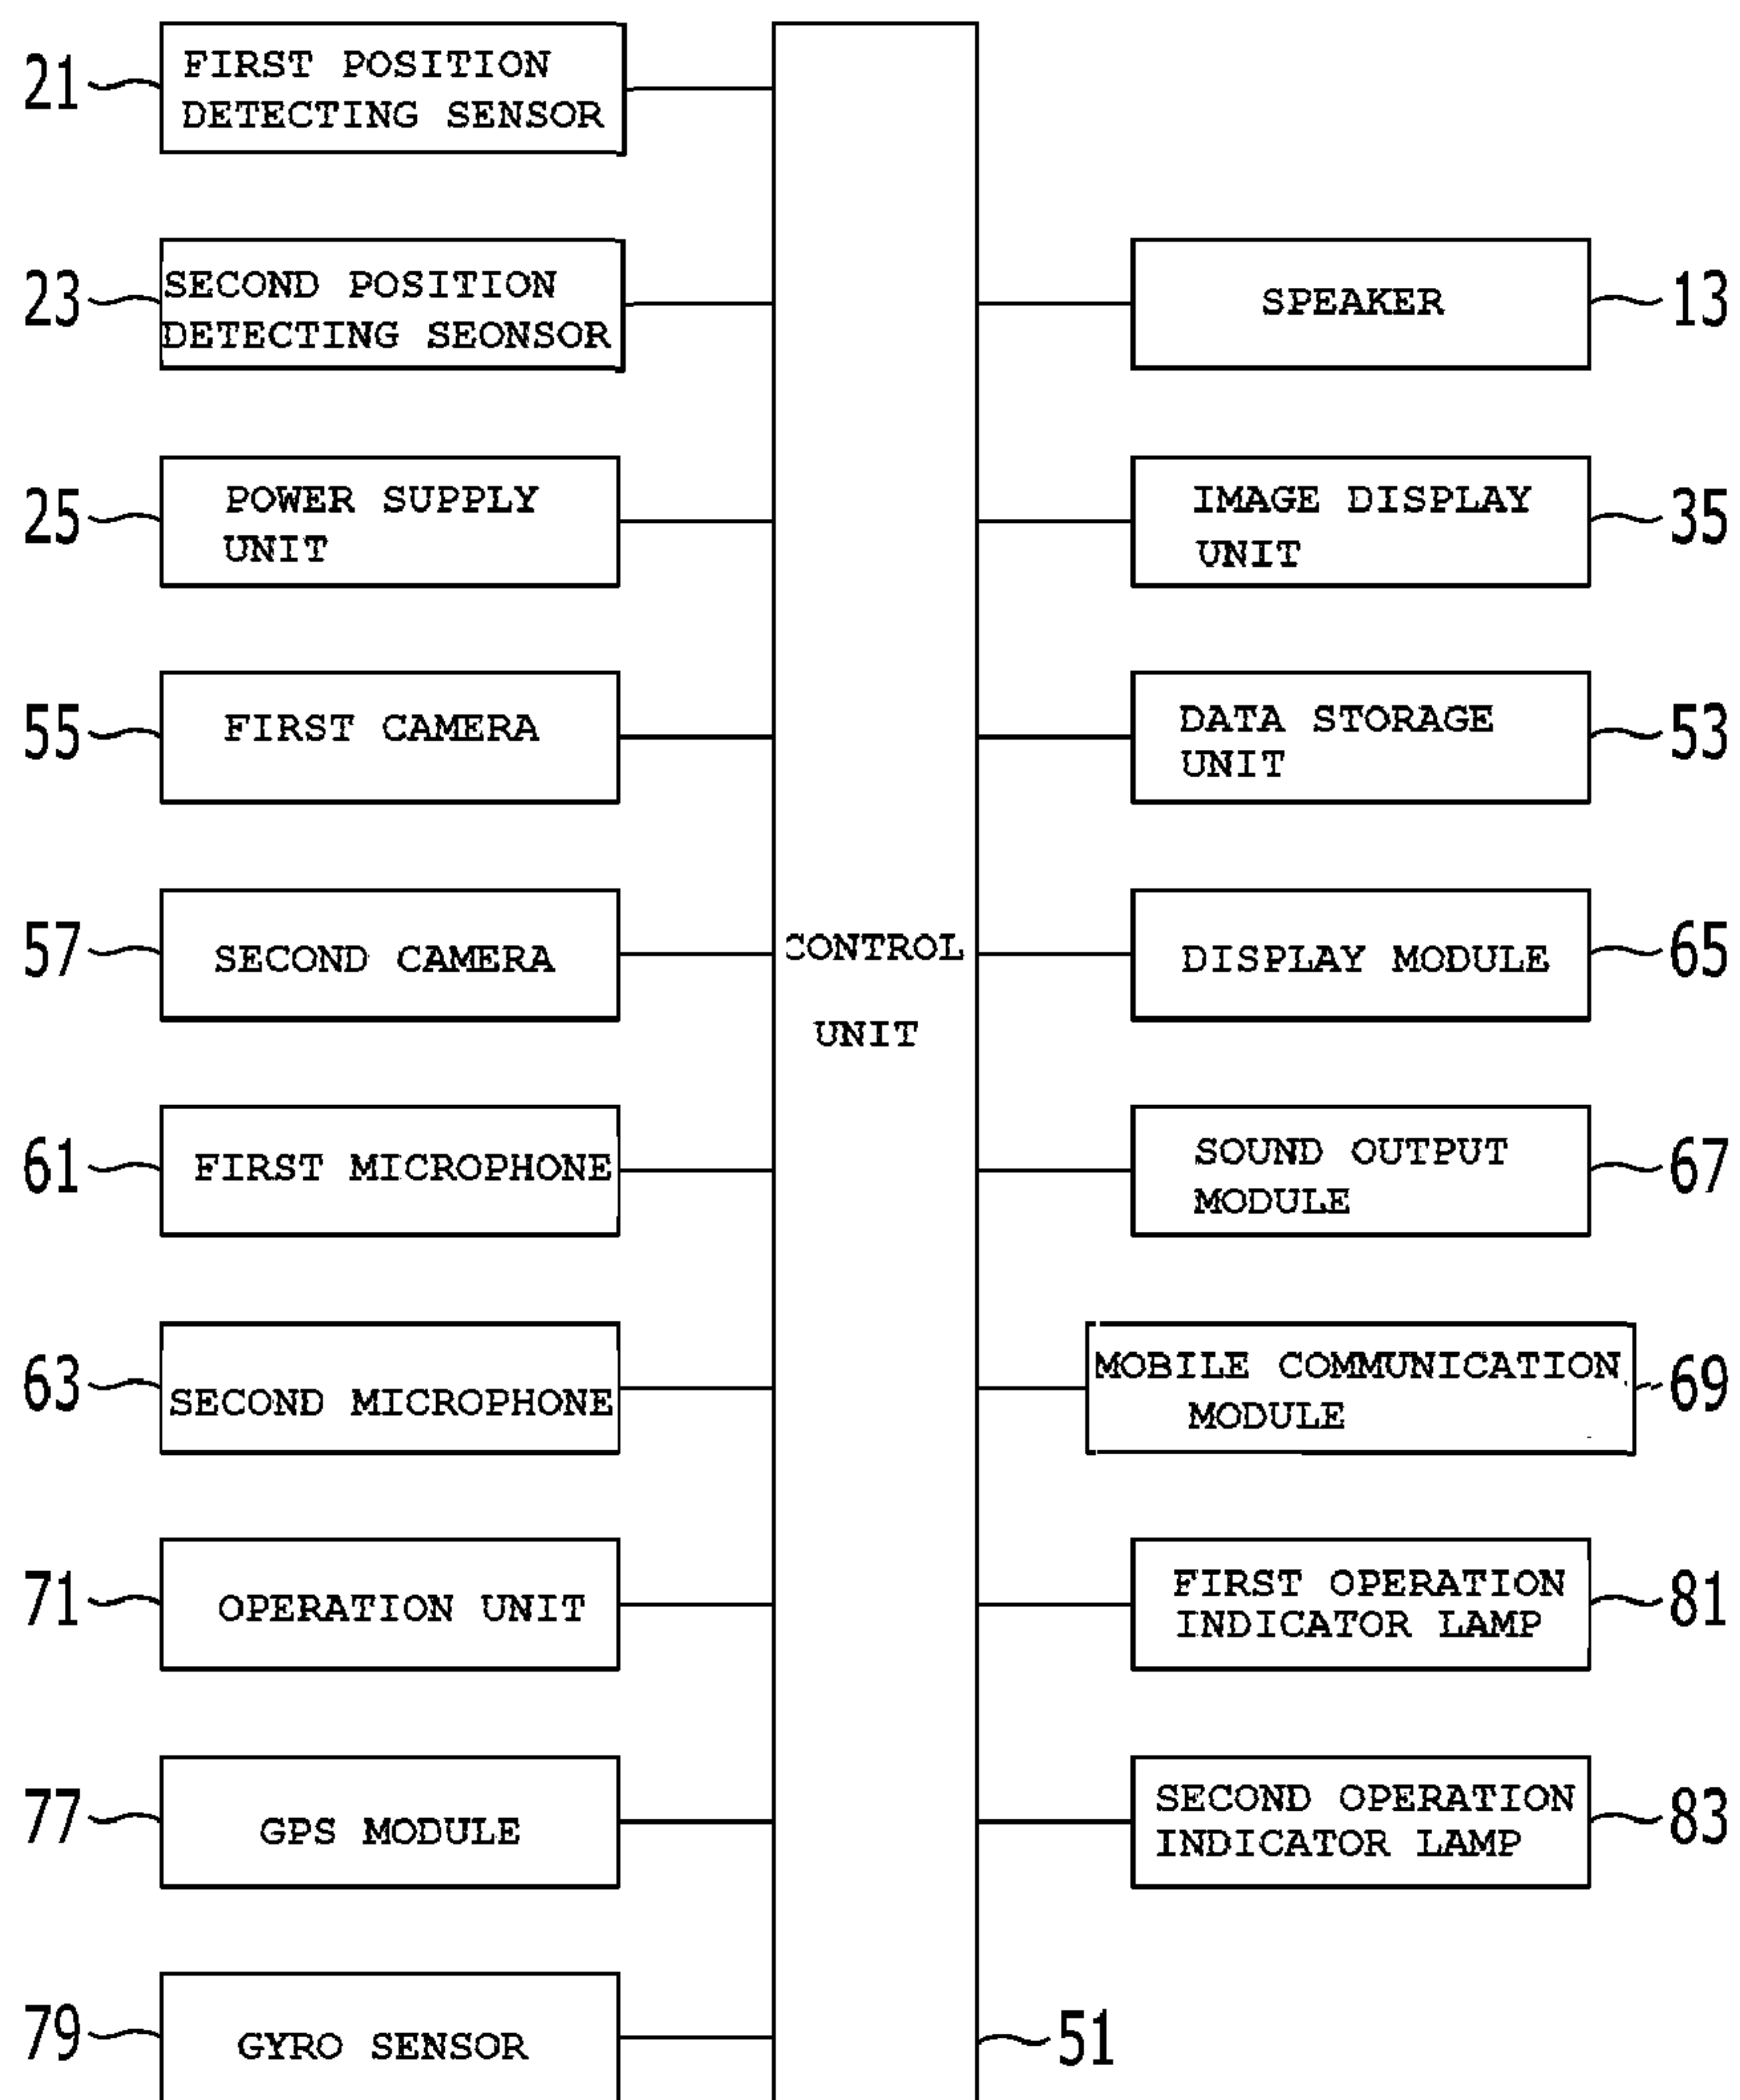 21
FIRST POSITION
DETECTING SENSOR
23
SECOND POSITION
DETECTING SEONSOR
25
POWER SUPPLY
UNIT
55
FIRST CAMERA
57
SECOND CAMERA
61
FIRST MICROPHONE
63
SECOND MICROPHONE
71
OPERATION UNIT
77
GPS MODULE
79
GYRO SENSOR
CONTROL
UNIT
51
SPEAKER
13
IMAGE DISPLAY
UNIT
35
DATA STORAGE
UNIT
53
DISPLAY MODULE
65
SOUND OUTPUT
MODULE
67
MOBILE COMMUNICATION
MODULE
69
FIRST OPERATION
INDICATOR LAMP
81
SECOND OPERATION
INDICATOR LAMP
83